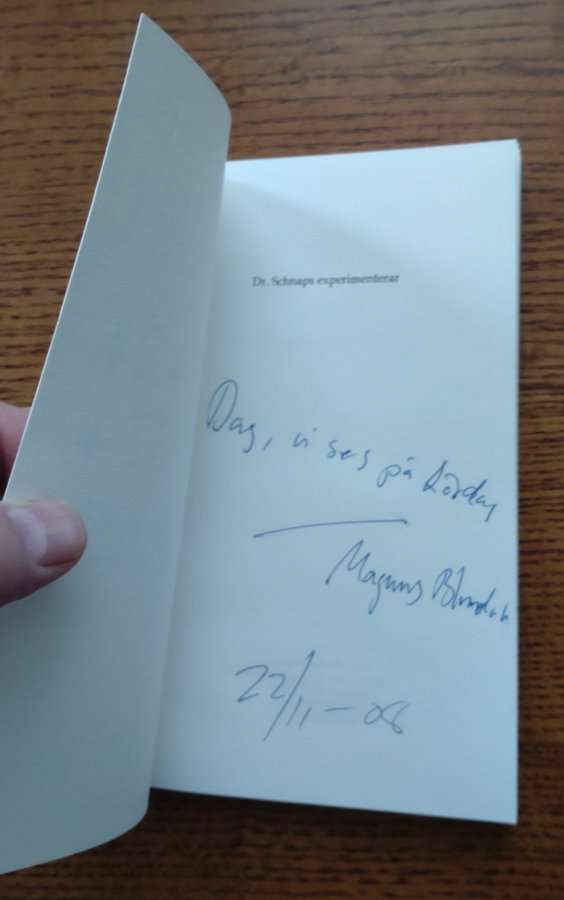 Dr. Schnaps experimenterar
Dag, vi ses på Lördag
Magnus
22/11-08